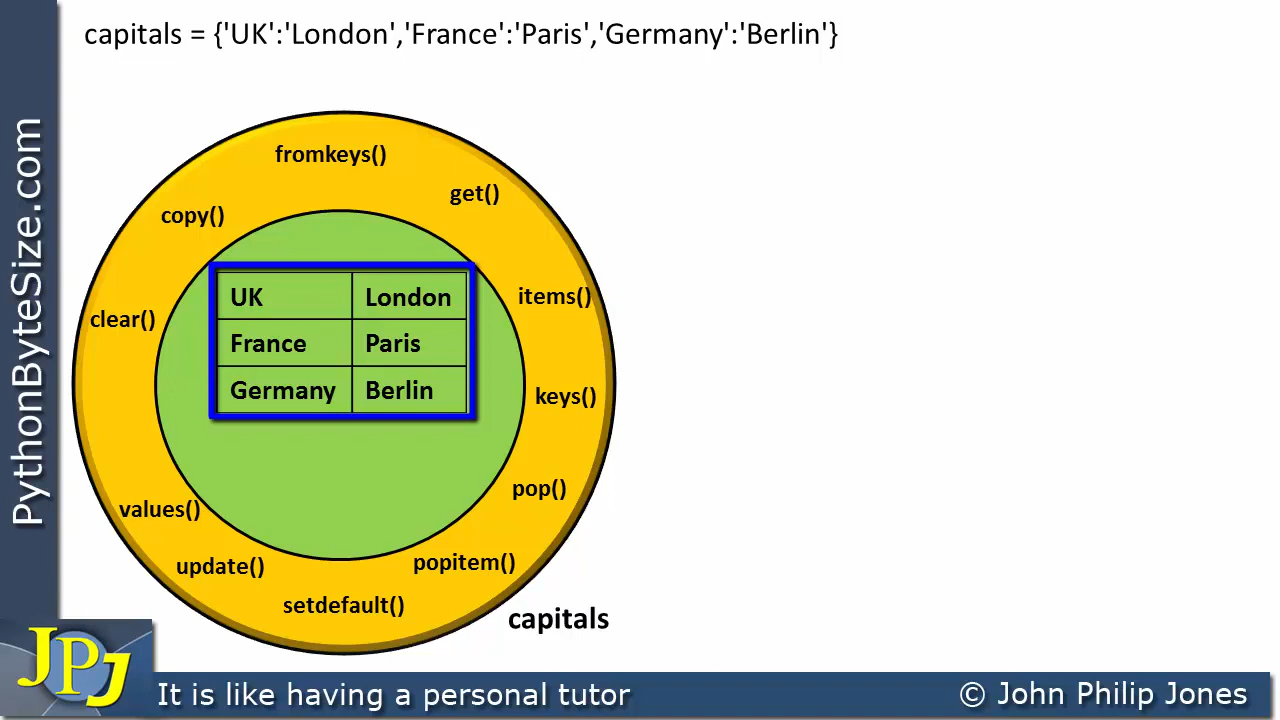 capitals = {'UK':'London','France':'Paris','Germany':'Berlin'}
PythonByteSize.com
fromkeys()
get()
copy()
items()
clear()
keys()
pop()
values()
popitem()
update()
setdefault()
UK London
France Paris
Germany Berlin
capitals
JPJ
It is like having a personal tutor
© John Philip Jones